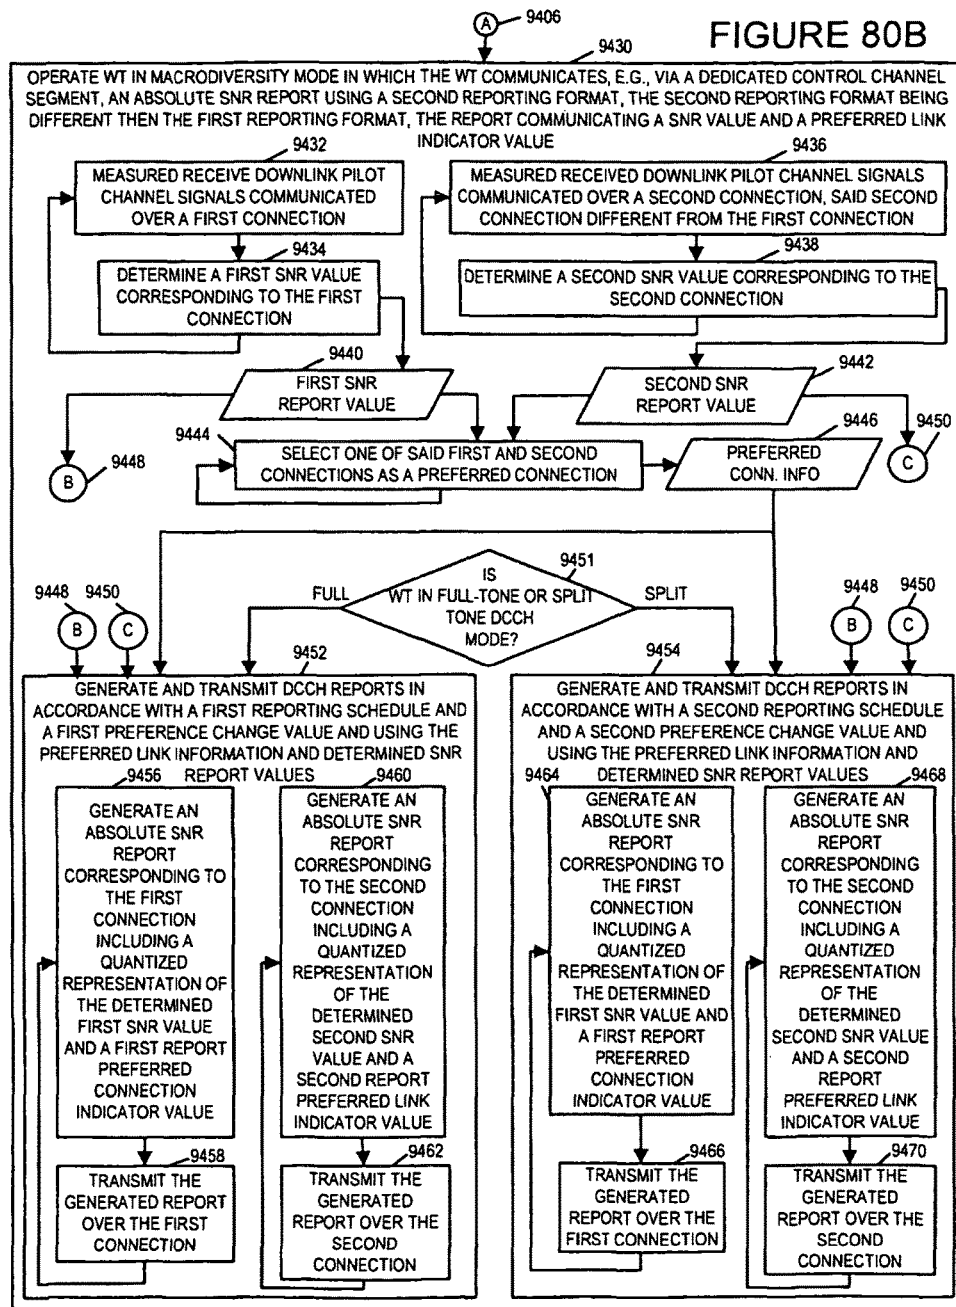 A
9406
FIGURE 80B
9430
OPERATE WT IN MACRODIVERSITY MODE IN WHICH THE WT COMMUNICATES, E.G., VIA A DEDICATED CONTROL CHANNEL
SEGMENT, AN ABSOLUTE SNR REPORT USING A SECOND REPORTING FORMAT, THE SECOND REPORTING FORMAT BEING
DIFFERENT THEN THE FIRST REPORTING FORMAT, THE REPORT COMMUNICATING A SNR VALUE AND A PREFERRED LINK
INDICATOR VALUE
9432
MEASURED RECEIVE DOWNLINK PILOT
CHANNEL SIGNALS COMMUNICATED
OVER A FIRST CONNECTION
9436
MEASURED RECEIVED DOWNLINK PILOT CHANNEL SIGNALS
COMMUNICATED OVER A SECOND CONNECTION, SAID SECOND
CONNECTION DIFFERENT FROM THE FIRST CONNECTION
9434
DETERMINE A FIRST SNR VALUE
CORRESPONDING TO THE FIRST
CONNECTION
9438
DETERMINE A SECOND SNR VALUE CORRESPONDING TO THE
SECOND CONNECTION
9440
FIRST SNR
REPORT VALUE
9442
SECOND SNR
REPORT VALUE
9444
SELECT ONE OF SAID FIRST AND SECOND
CONNECTIONS AS A PREFERRED CONNECTION
9446
PREFERRED
CONN. INFO
9448
B
9450
C
9451
IS
WT IN FULL-TONE OR SPLIT
TONE DCCH
MODE?
FULL
SPLIT
9448
B
9450
C
9448
B
9450
C
9452
GENERATE AND TRANSMIT DCCH REPORTS IN
ACCORDANCE WITH A FIRST REPORTING SCHEDULE AND
A FIRST PREFERENCE CHANGE VALUE AND USING THE
PREFERRED LINK INFORMATION AND DETERMINED SNR
REPORT VALUES
9454
GENERATE AND TRANSMIT DCCH REPORTS IN
ACCORDANCE WITH A SECOND REPORTING SCHEDULE
AND A SECOND PREFERENCE CHANGE VALUE AND
USING THE PREFERRED LINK INFORMATION AND
DETERMINED SNR REPORT VALUES
9456
GENERATE AN
ABSOLUTE SNR
REPORT
CORRESPONDING TO
THE FIRST
CONNECTION
INCLUDING A
QUANTIZED
REPRESENTATION OF
THE DETERMINED
FIRST SNR VALUE
AND A FIRST REPORT
PREFERRED
CONNECTION
INDICATOR VALUE
9460
GENERATE AN
ABSOLUTE SNR
REPORT
CORRESPONDING
TO THE SECOND
CONNECTION
INCLUDING A
QUANTIZED
REPRESENTATION
OF THE
DETERMINED
SECOND SNR
VALUE AND A
SECOND REPORT
PREFERRED LINK
INDICATOR VALUE
9464
GENERATE AN
ABSOLUTE SNR
REPORT
CORRESPONDING TO
THE FIRST
CONNECTION
INCLUDING A
QUANTIZED
REPRESENTATION OF
THE DETERMINED
FIRST SNR VALUE AND
A FIRST REPORT
PREFERRED
CONNECTION
INDICATOR VALUE
9468
GENERATE AN
ABSOLUTE SNR
REPORT
CORRESPONDING
TO THE SECOND
CONNECTION
INCLUDING A
QUANTIZED
REPRESENTATION
OF THE
DETERMINED
SECOND SNR VALUE
AND A SECOND
REPORT
PREFERRED LINK
INDICATOR VALUE
9458
TRANSMIT THE
GENERATED REPORT
OVER THE FIRST
CONNECTION
9462
TRANSMIT THE
GENERATED
REPORT OVER THE
SECOND
CONNECTION
9466
TRANSMIT THE
GENERATED
REPORT OVER THE
FIRST CONNECTION
9470
TRANSMIT THE
GENERATED
REPORT OVER THE
SECOND
CONNECTION